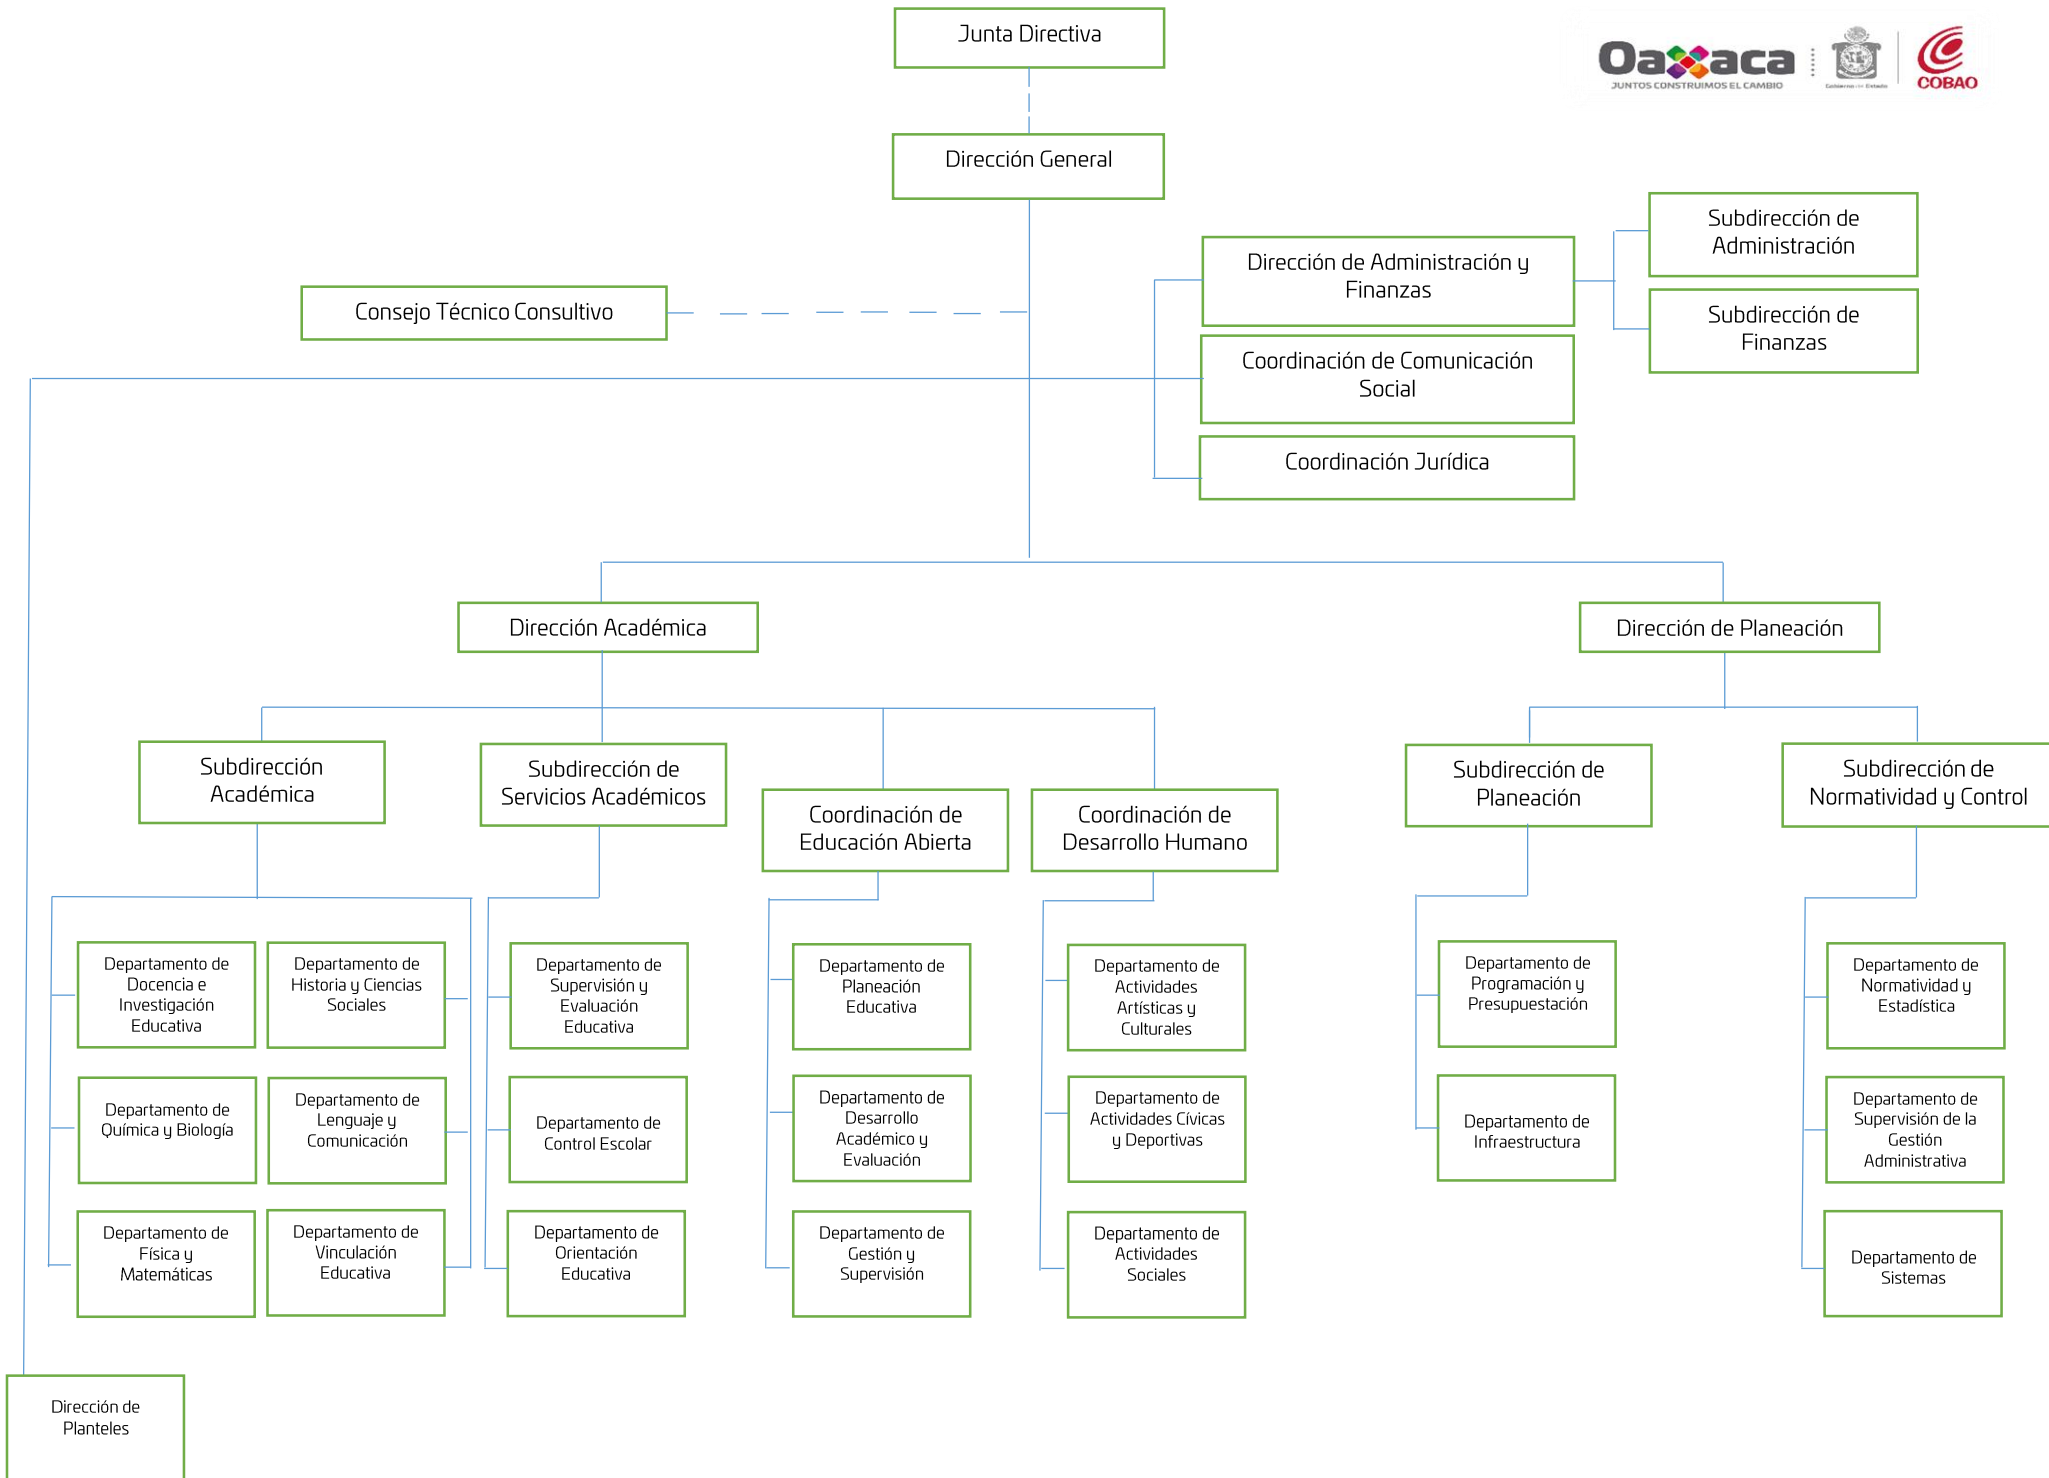 Junta Directiva
Oaxaca
JUNTOS CONSTRUIMOS EL CAMBIO
Gobierno del Estado
COBAO
Dirección General
Subdirección de
Administración
Dirección de Administración y
Finanzas
Subdirección de
Finanzas
Consejo Técnico Consultivo
Coordinación de Comunicación
Social
Coordinación Jurídica
Dirección Académica
Dirección de Planeación
Subdirección
Académica
Subdirección de
Servicios Académicos
Coordinación de
Educación Abierta
Coordinación de
Desarrollo Humano
Subdirección de
Planeación
Subdirección de
Normatividad y Control
Departamento de
Docencia e
Investigación
Educativa
Departamento de
Historia y Ciencias
Sociales
Departamento de
Supervisión y
Evaluación
Educativa
Departamento de
Planeación
Educativa
Departamento de
Actividades
Artísticas y
Culturales
Departamento de
Programación y
Presupuestación
Departamento de
Normatividad y
Estadística
Departamento de
Química y Biología
Departamento de
Lenguaje y
Comunicación
Departamento de
Control Escolar
Departamento de
Desarrollo
Académico y
Evaluación
Departamento de
Actividades Cívicas
y Deportivas
Departamento de
Infraestructura
Departamento de
Supervisión de la
Gestión
Administrativa
Departamento de
Física y
Matemáticas
Departamento de
Vinculación
Educativa
Departamento de
Orientación
Educativa
Departamento de
Gestión y
Supervisión
Departamento de
Actividades
Sociales
Departamento de
Sistemas
Dirección de
Planteles